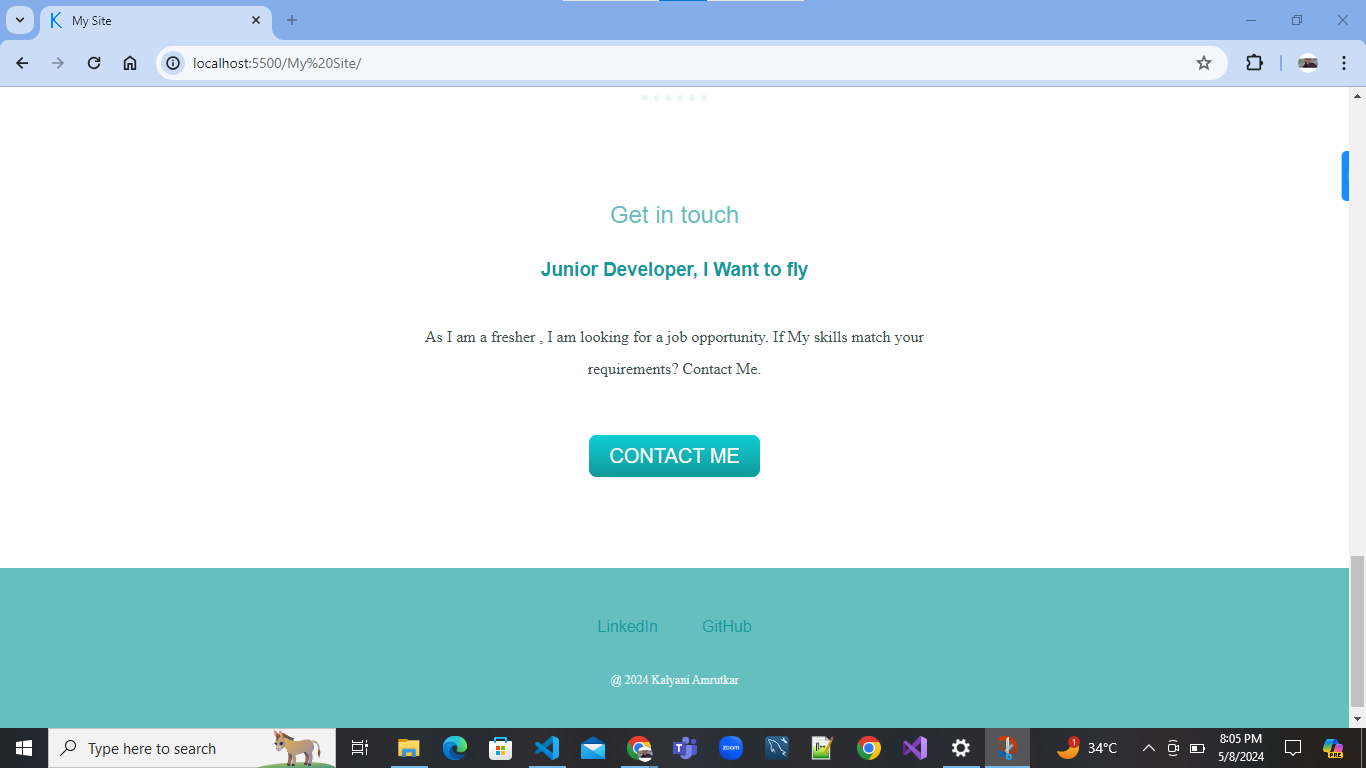 My Site
localhost:5500/My%20Site/
Get in touch
Junior Developer, I Want to fly
As I am a fresher , I am looking for a job opportunity. If My skills match your
requirements? Contact Me.
CONTACT ME
LinkedIn GitHub
@ 2024 Kalyani Amrutkar
Type here to search
zoom
1
34°C
8:05 PM
5/8/2024
PRE